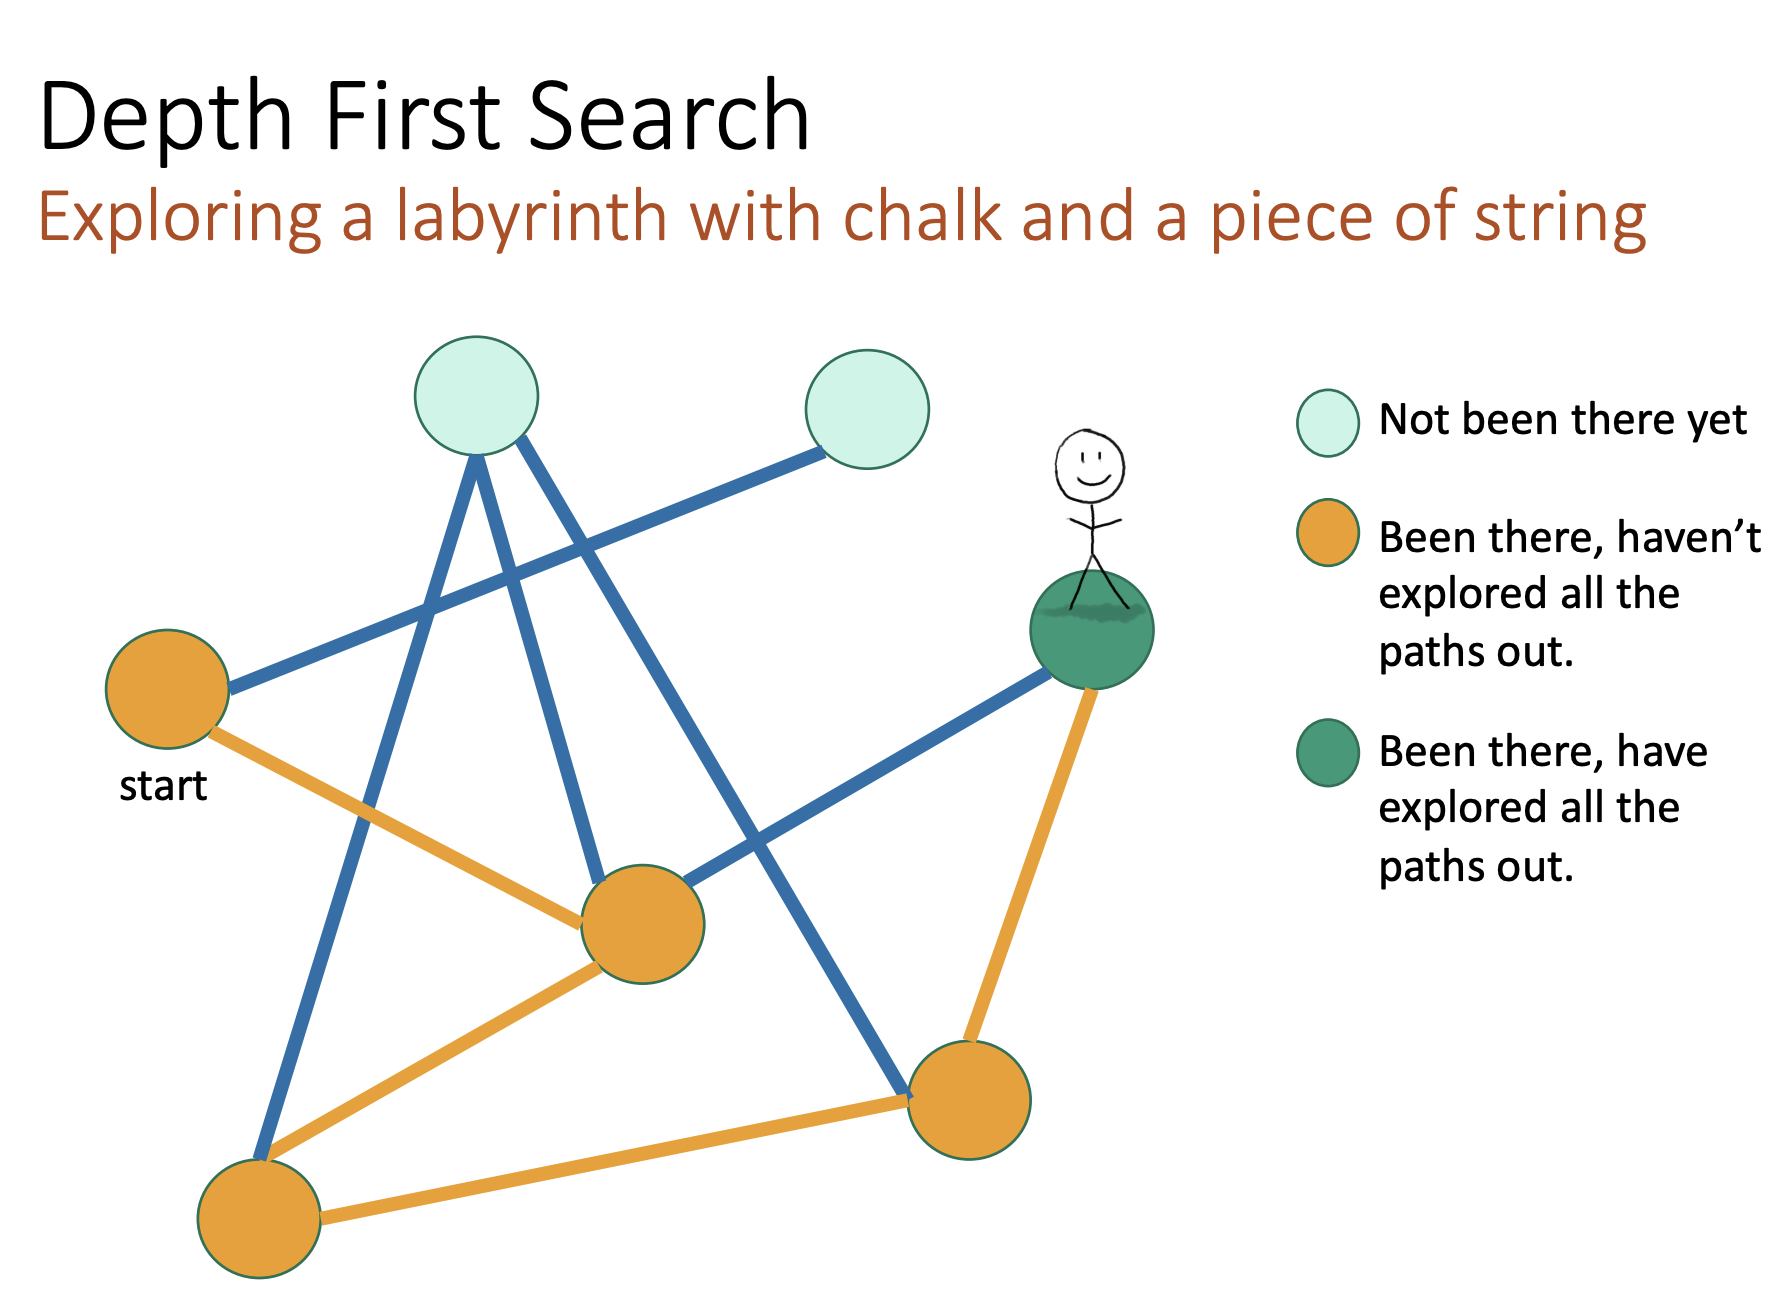 Depth First Search
Exploring a labyrinth with chalk and a piece of string
Not been there yet
Been there, haven’t
explored all the
paths out.
start
Been there, have
explored all the
paths out.